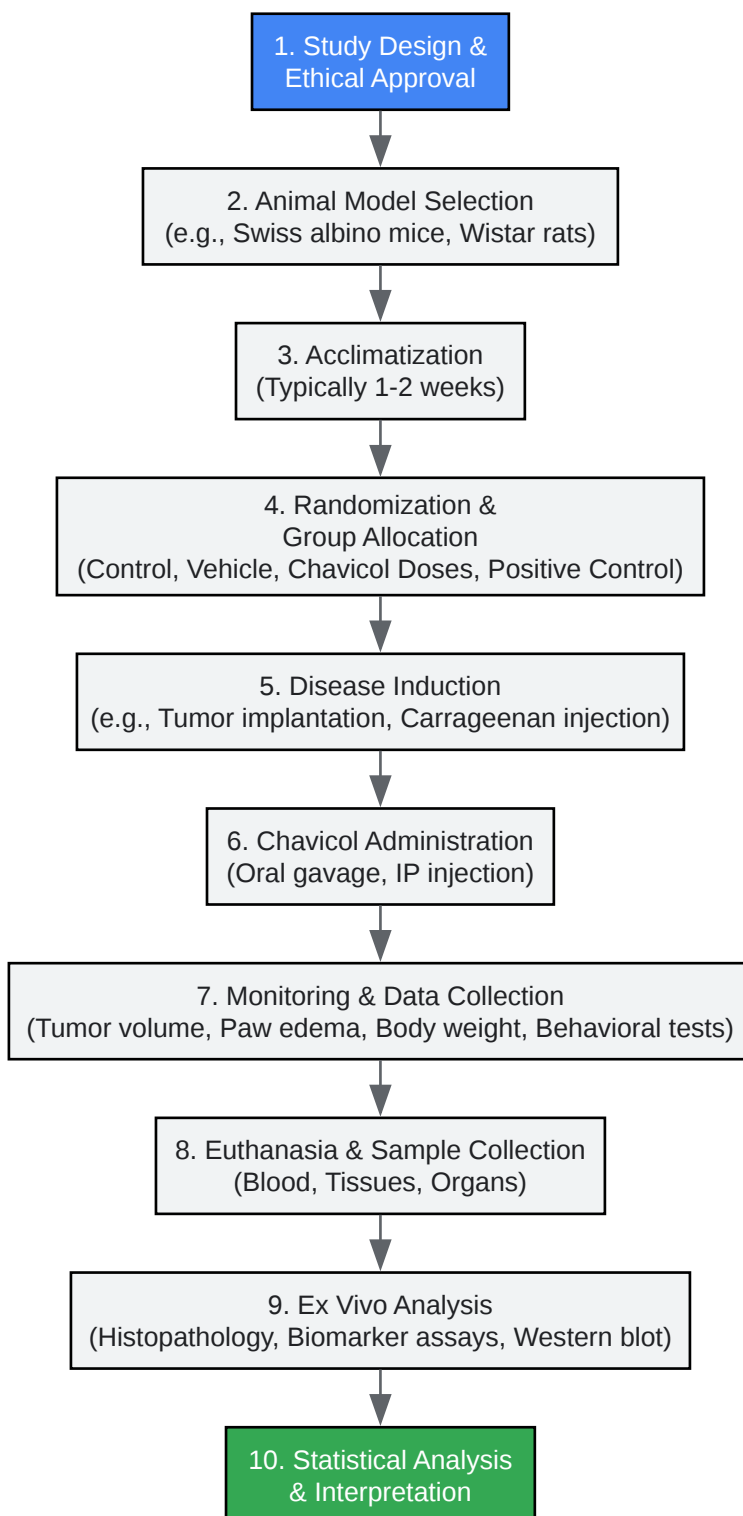 1. Study Design &
Ethical Approval
2. Animal Model Selection
(e.g., Swiss albino mice, Wistar rats)
3. Acclimatization
(Typically 1-2 weeks)
4. Randomization &
Group Allocation
(Control, Vehicle, Chavicol Doses, Positive Control)
5. Disease Induction
(e.g., Tumor implantation, Carrageenan injection)
6. Chavicol Administration
(Oral gavage, IP injection)
7. Monitoring & Data Collection
(Tumor volume, Paw edema, Body weight, Behavioral tests)
8. Euthanasia & Sample Collection
(Blood, Tissues, Organs)
9. Ex Vivo Analysis
(Histopathology, Biomarker assays, Western blot)
10. Statistical Analysis
& Interpretation